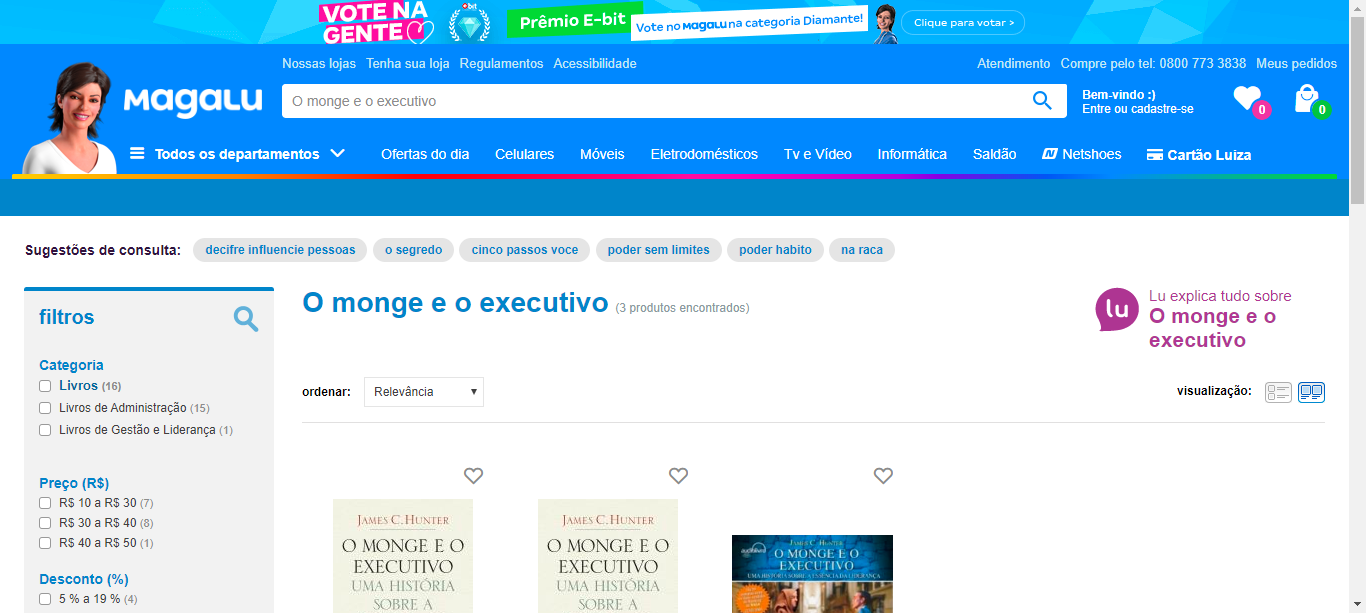 VOTE NA
GENTE
Prêmio E-bit
Vote no MAGALU na categoria Diamante!
Clique para votar >
Nossas lojas Tenha sua loja Regulamentos Acessibilidade
Atendimento Compre pelo tel: 0800 773 3838 Meus pedidos
MAGALU
O monge e o executivo
Bem-vindo :)
Entre ou cadastre-se
0
0
Todos os departamentos
Ofertas do dia Celulares Móveis Eletrodomésticos Tv e Vídeo Informática Saldão N Netshoes Cartão Luiza
Sugestões de consulta: decifre influencie pessoas o segredo cinco passos voce poder sem limites poder habito na raca
filtros
Categoria
Livros (16)
Livros de Administração (15)
Livros de Gestão e Liderança (1)
Preço (R$)
R$ 10 a R$ 30 (7)
R$ 30 a R$ 40 (8)
R$ 40 a R$ 50 (1)
Desconto (%)
5 % a 19 % (4)
O monge e o executivo (3 produtos encontrados)
lu
Lu explica tudo sobre
O monge e o
executivo
ordenar: Relevância
visualização:
JAMES C. HUNTER
O MONGE E O
EXECUTIVO
UMA HISTÓRIA
SOBRE A
JAMES C. HUNTER
O MONGE E O
EXECUTIVO
UMA HISTÓRIA
SOBRE A
JAMES C. HUNTER
O MONGE E O
EXECUTIVO
UMA HISTÓRIA SOBRE A ESSÊNCIA DA LIDERANÇA